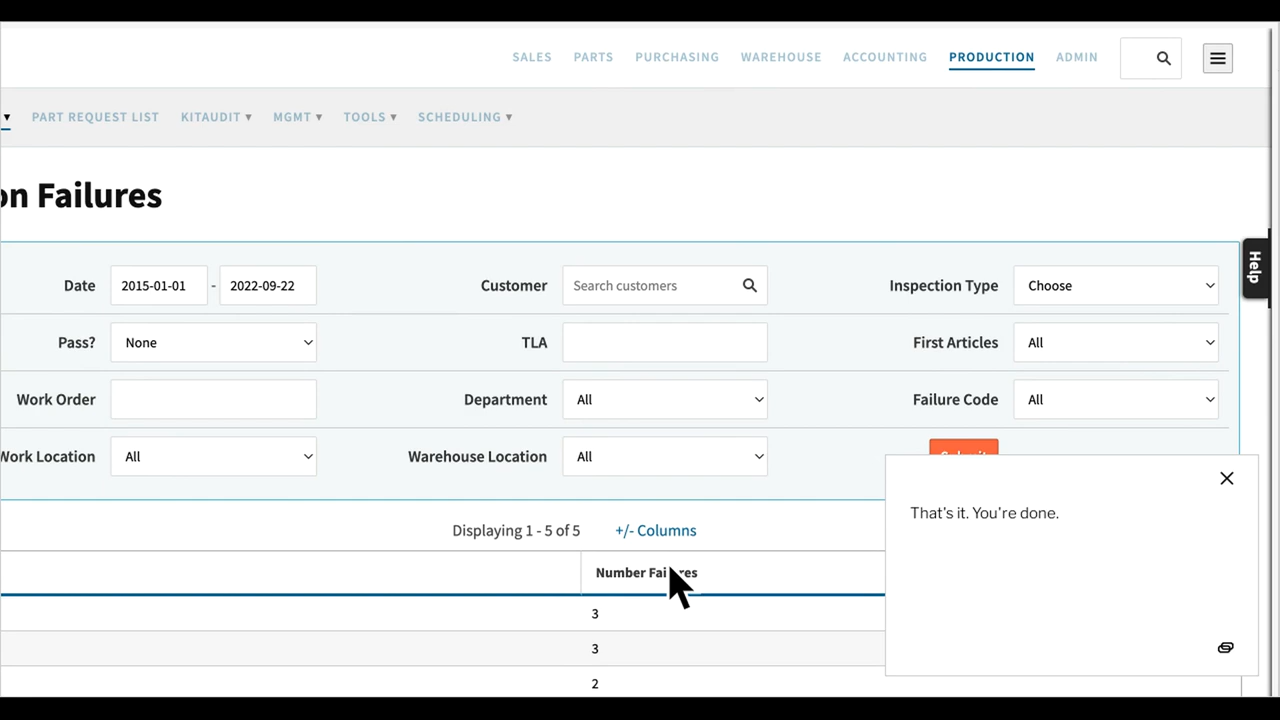 SALES PARTS PURCHASING WAREHOUSE ACCOUNTING PRODUCTION ADMIN
PART REQUEST LIST KITAUDIT MGMT TOOLS SCHEDULING
on Failures
Help
Date 2015-01-01 - 2022-09-22 Customer Search customers Inspection Type Choose
Pass? None TLA First Articles All
Work Order Department All Failure Code All
Work Location All Warehouse Location All
That's it. You're done.
Displaying 1 - 5 of 5 +/- Columns
Number Failures
3
3
2